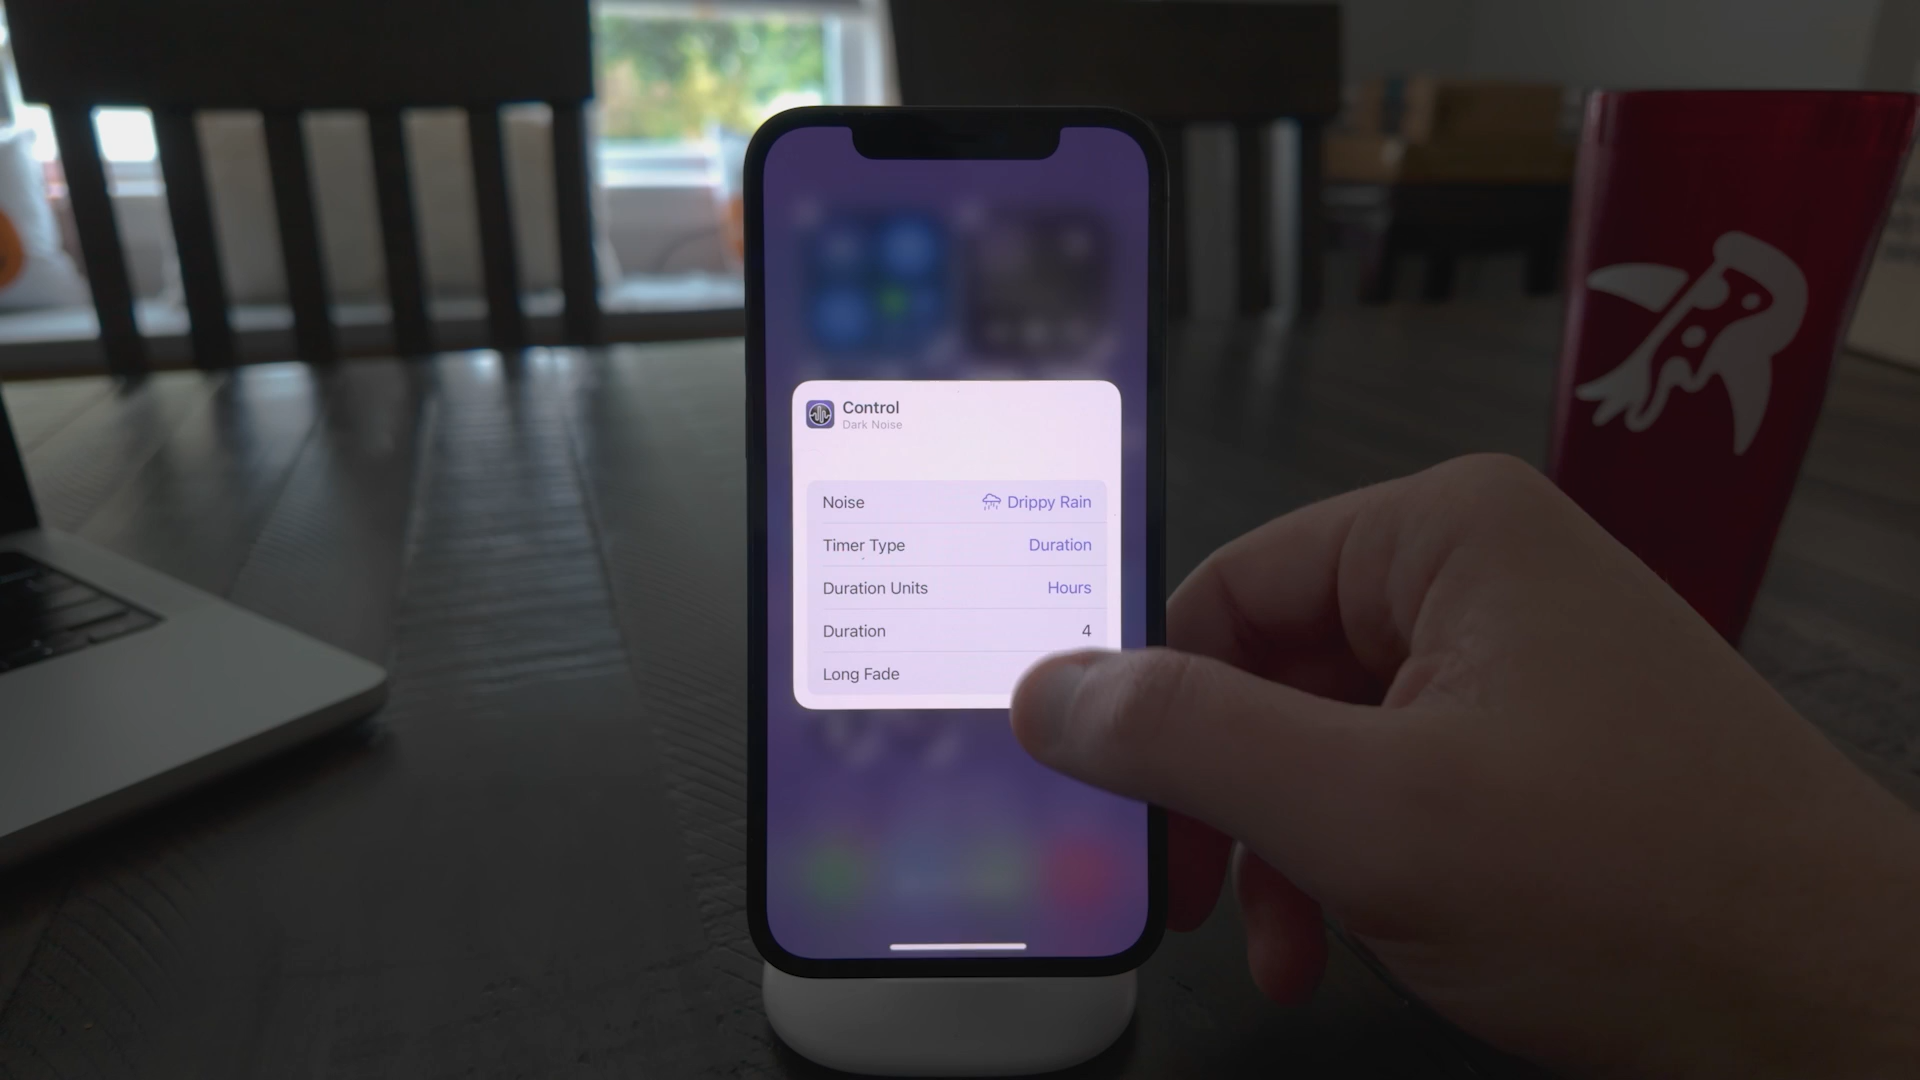 Control
Dark Noise
Noise Drippy Rain
Timer Type Duration
Duration Units Hours
Duration 4
Long Fade